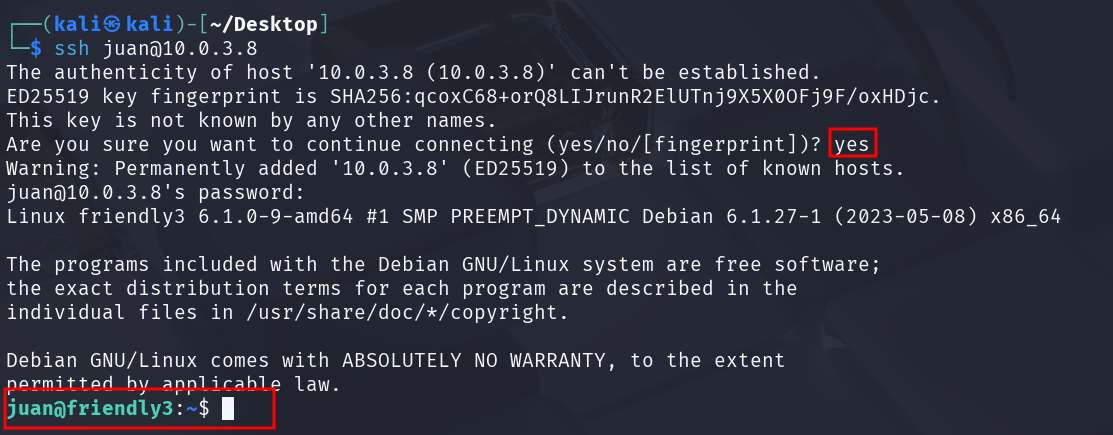 ┌──(kali㉿kali)-[~/Desktop]
└─$ ssh juan@10.0.3.8
The authenticity of host '10.0.3.8 (10.0.3.8)' can't be established.
ED25519 key fingerprint is SHA256:qcoxC68+orQ8LIJrunR2ElUTnj9X5X0OFj9F/oxHDjc.
This key is not known by any other names.
Are you sure you want to continue connecting (yes/no/[fingerprint])? yes
Warning: Permanently added '10.0.3.8' (ED25519) to the list of known hosts.
juan@10.0.3.8's password:
Linux friendly3 6.1.0-9-amd64 #1 SMP PREEMPT_DYNAMIC Debian 6.1.27-1 (2023-05-08) x86_64
The programs included with the Debian GNU/Linux system are free software;
the exact distribution terms for each program are described in the
individual files in /usr/share/doc/*/copyright.
Debian GNU/Linux comes with ABSOLUTELY NO WARRANTY, to the extent
permitted by applicable law.
juan@friendly3:~$